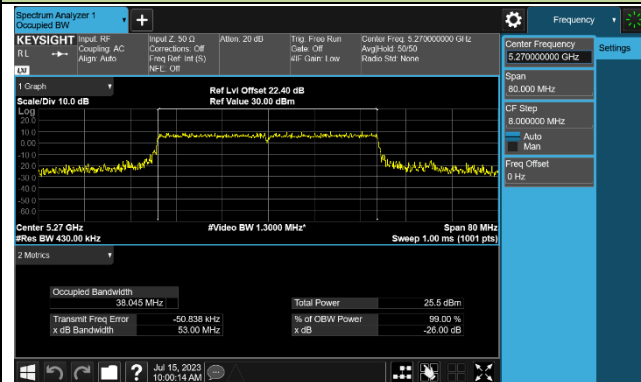 Spectrum Analyzer 1
Occupied BW
Frequency
KEYSIGHT
RL
LXI
Input: RF
Coupling: AC
Align: Auto
Input Z: 50 Ω
Corrections: Off
Freq Ref: Int (S)
NFE: Off
Atten: 20 dB
Trig: Free Run
Gate: Off
#IF Gain: Low
Center Freq: 5.270000000 GHz
Avg|Hold: 50/50
Radio Std: None
Center Frequency
5.270000000 GHz
Settings
Span
80.000 MHz
CF Step
8.000000 MHz
Auto
Man
Freq Offset
0 Hz
1 Graph
Scale/Div 10.0 dB
Ref Lvl Offset 22.40 dB
Ref Value 30.00 dBm
Log
20.0
10.0
0.00
-10.0
-20.0
-30.0
-40.0
-50.0
-60.0
Center 5.27 GHz
#Video BW 1.3000 MHz*
Span 80 MHz
#Res BW 430.00 kHz
Sweep 1.00 ms (1001 pts)
2 Metrics
Occupied Bandwidth
38.045 MHz
Total Power
25.5 dBm
Transmit Freq Error
-50.838 kHz
% of OBW Power
99.00 %
x dB Bandwidth
53.00 MHz
x dB
-26.00 dB
?
Jul 15, 2023
10:00:14 AM